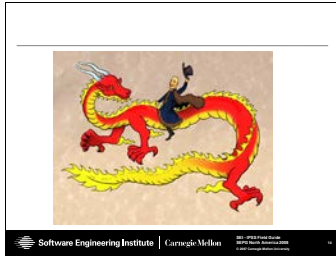 Software Engineering Institute | Carnegie Mellon
SEI - IPSS Field Guide
SEPG North America 2008
© 2007 Carnegie Mellon University